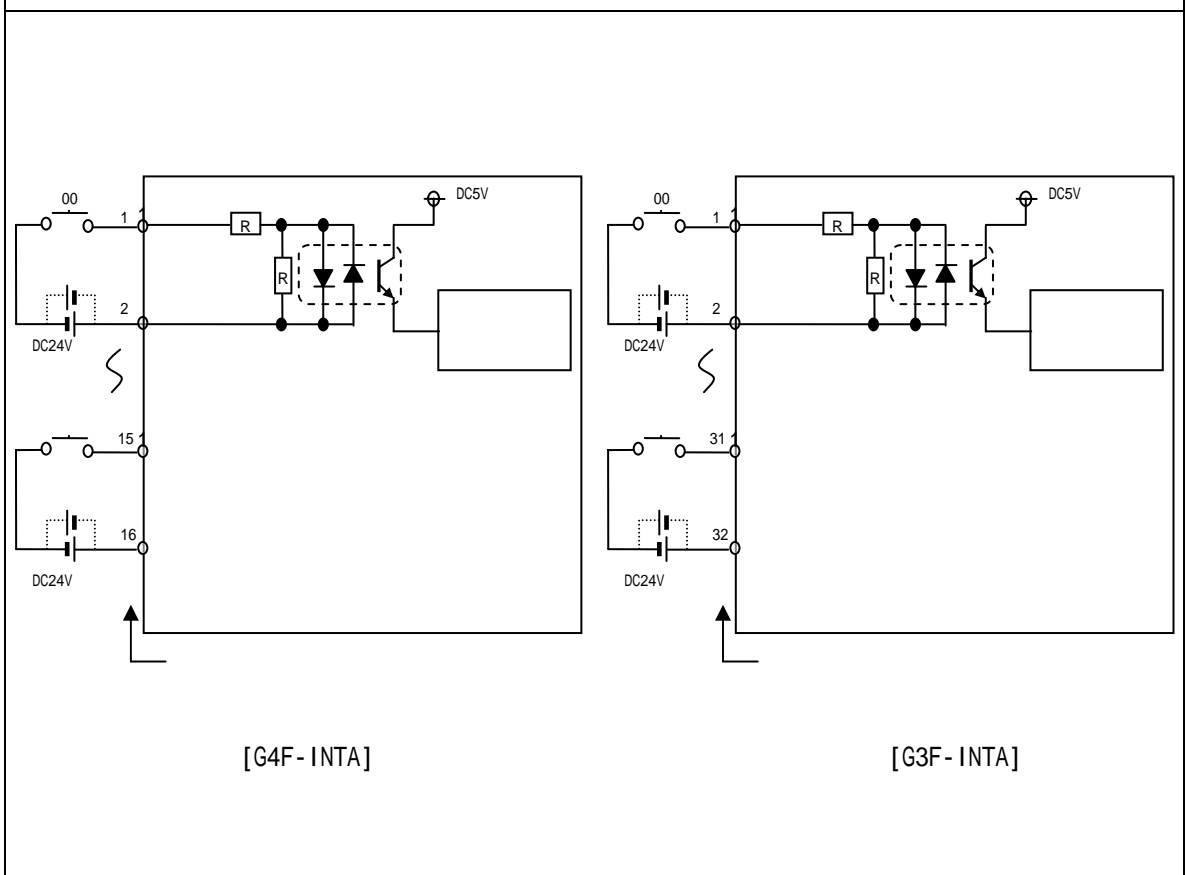 00
1
DC5V
R
R
2
DC24V
15
16
DC24V
[G4F-INTA]
00
1
DC5V
R
R
2
DC24V
31
32
DC24V
[G3F-INTA]